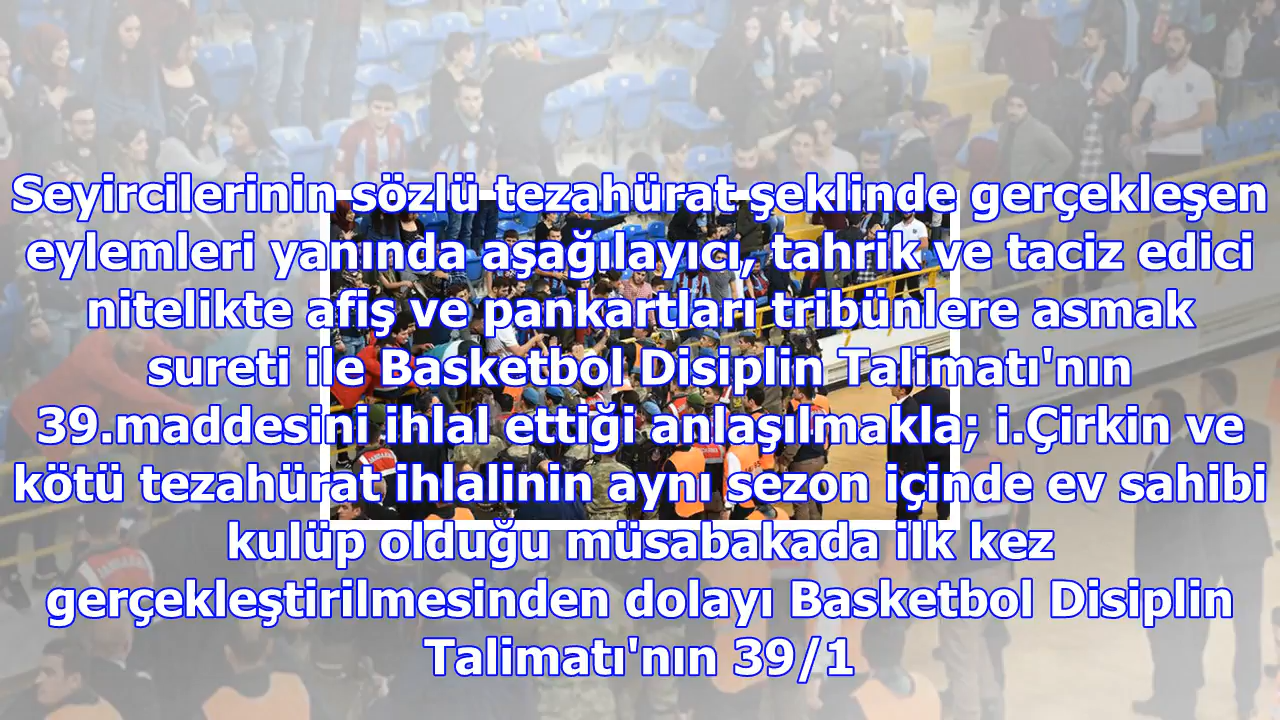 Seyircilerinin sözlü tezahürat şeklinde gerçekleşen
eylemleri yanında aşağılayıcı, tahrik ve taciz edici
nitelikte afiş ve pankartları tribünlere asmak
sureti ile Basketbol Disiplin Talimatı'nın
39.maddesini ihlal ettiği anlaşılmakla; i.Çirkin ve
kötü tezahürat ihlalinin aynı sezon içinde ev sahibi
kulüp olduğu müsabakada ilk kez
gerçekleştirilmesinden dolayı Basketbol Disiplin
Talimatı'nın 39/1